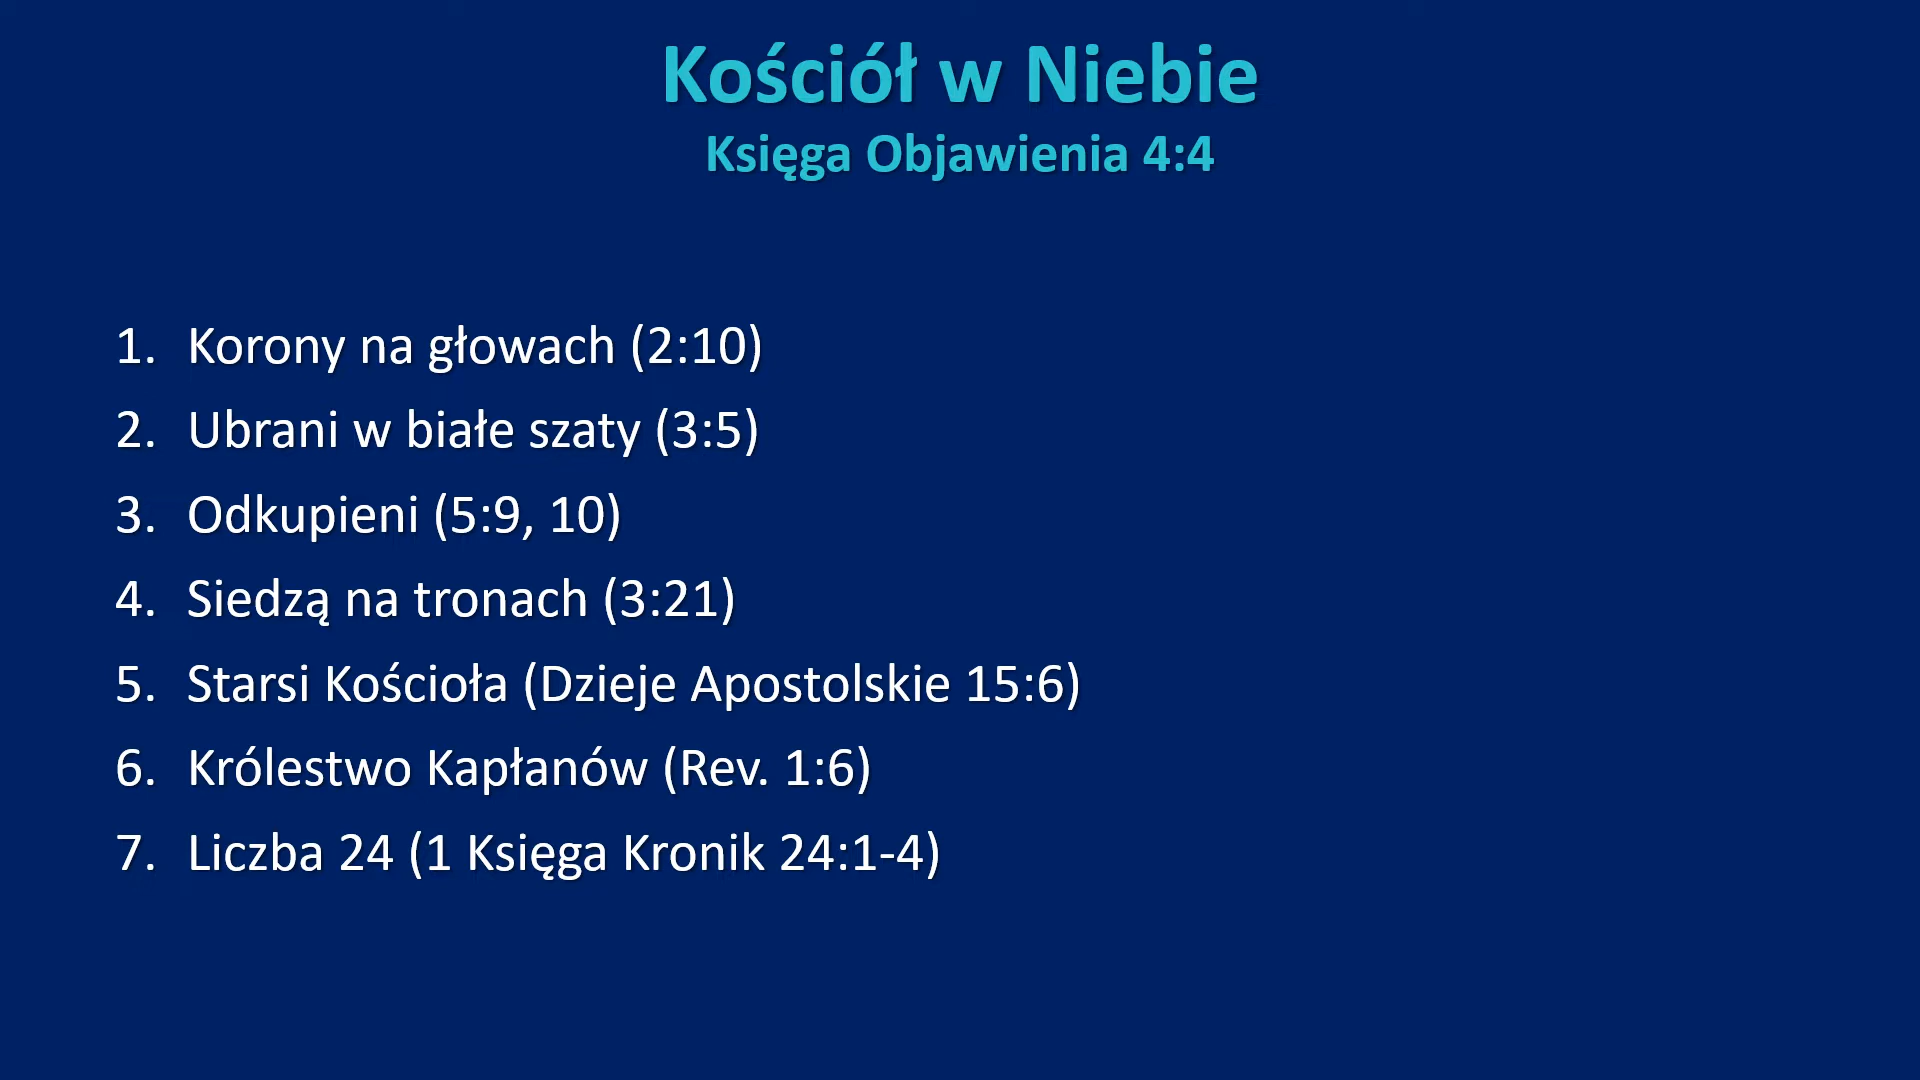 Kościół w Niebie
Księga Objawienia 4:4
1. Korony na głowach (2:10)
2. Ubrani w białe szaty (3:5)
3. Odkupieni (5:9, 10)
4. Siedzą na tronach (3:21)
5. Starsi Kościoła (Dzieje Apostolskie 15:6)
6. Królestwo Kapłanów (Rev. 1:6)
7. Liczba 24 (1 Księga Kronik 24:1-4)